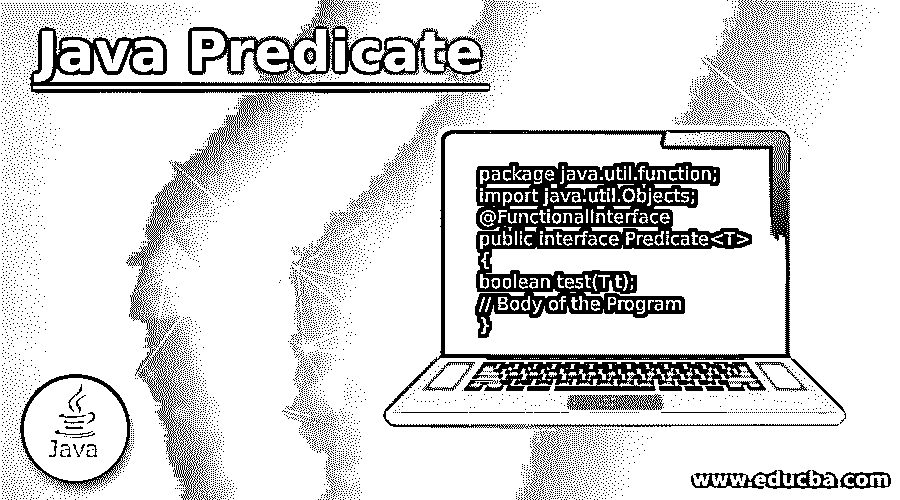 Java Predicate
package java.util.function;
import java.util.Objects;
@FunctionalInterface
public interface Predicate<T>
{
boolean test(T t);
// Body of the Program
}
Java
www.educba.com